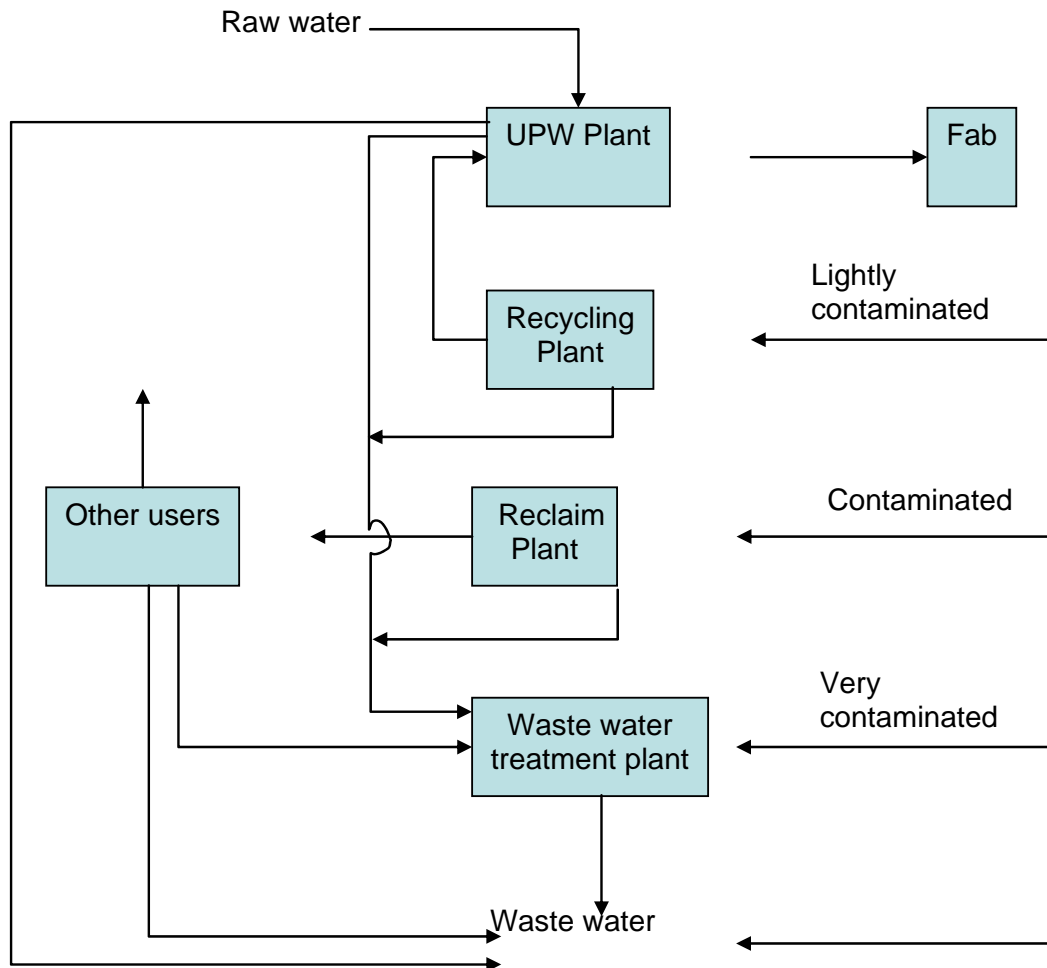 Raw water
UPW Plant
Fab
Lightly
contaminated
Recycling
Plant
Other users
Reclaim
Plant
Contaminated
Very
contaminated
Waste water
treatment plant
Waste water